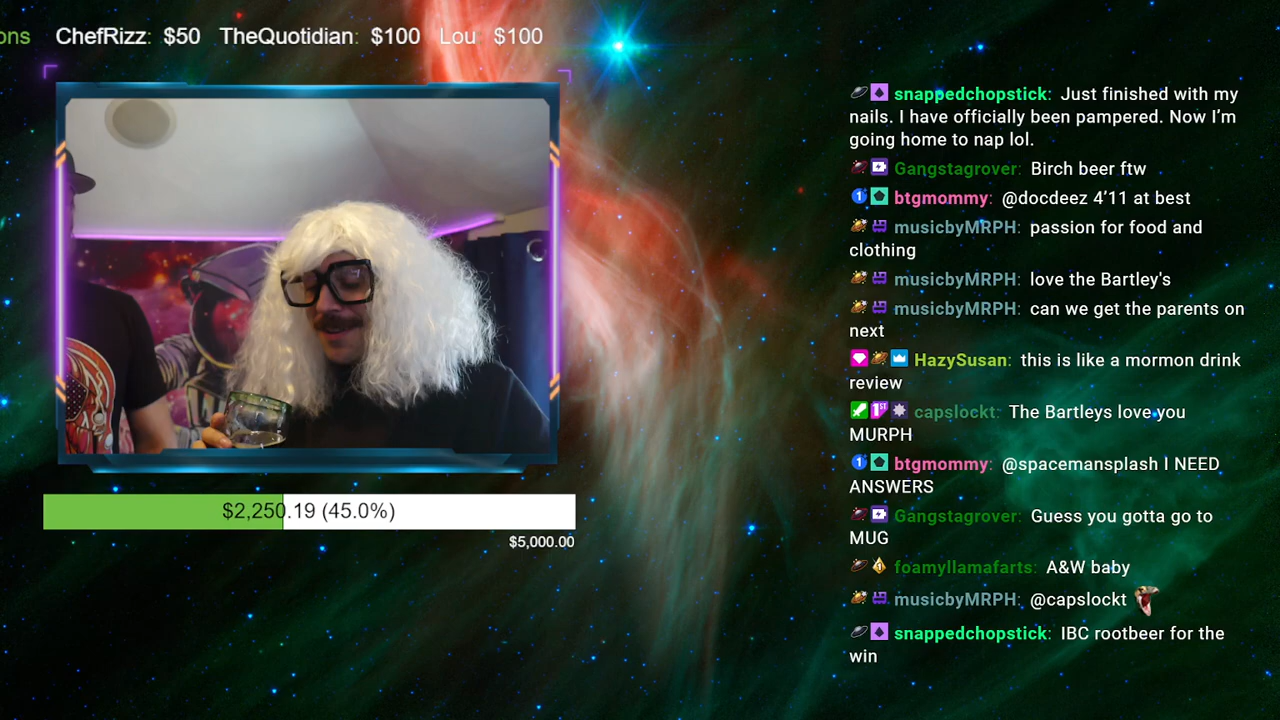 ons ChefRizz: $50 TheQuotidian: $100 Lou $100
snappedchopstick: Just finished with my
nails. I have officially been pampered. Now I’m
going home to nap lol.
Gangstagrover: Birch beer ftw
btgmommy: @docdeez 4’11 at best
musicbyMRPH: passion for food and
clothing
musicbyMRPH: love the Bartley's
musicbyMRPH: can we get the parents on
next
HazySusan: this is like a mormon drink
review
capslockt: The Bartleys love you
MURPH
btgmommy: @spacemansplash I NEED
ANSWERS
Gangstagrover: Guess you gotta go to
MUG
foamyllamafarts: A&W baby
musicbyMRPH: @capslockt
snappedchopstick: IBC rootbeer for the
win
$2,250.19 (45.0%)
$5,000.00